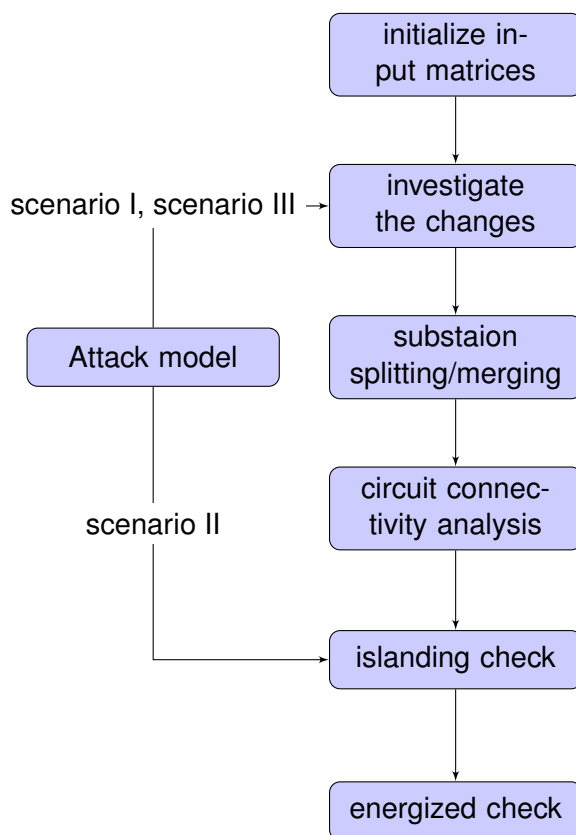 initialize in-
put matrices
investigate
the changes
scenario I, scenario III
Attack model
substaion
splitting/merging
circuit connec-
tivity analysis
scenario II
islanding check
energized check